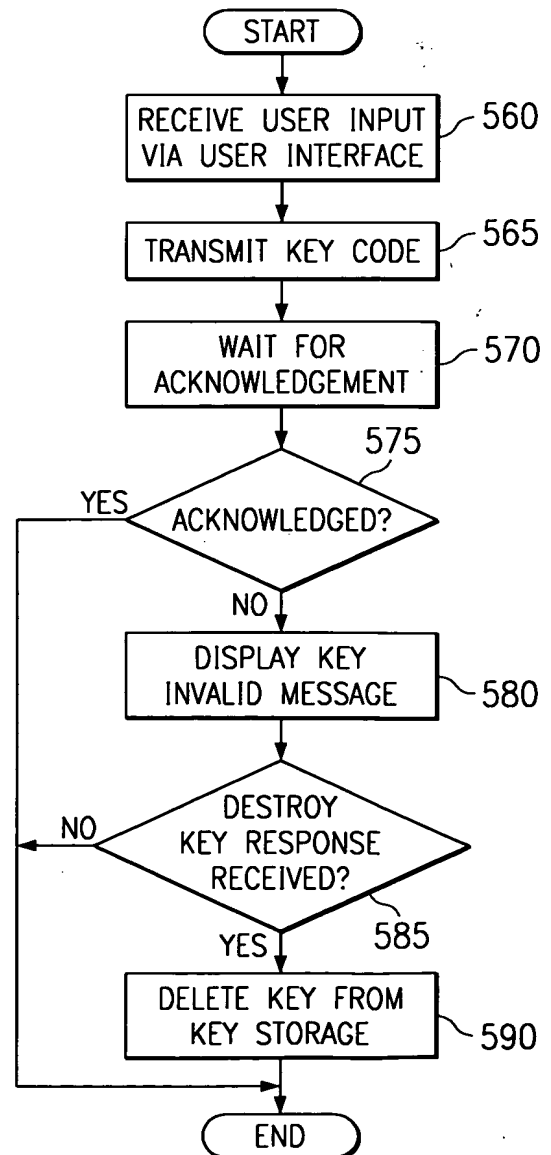 START
RECEIVE USER INPUT
VIA USER INTERFACE
560
TRANSMIT KEY CODE
565
WAIT FOR
ACKNOWLEDGEMENT
570
575
YES
ACKNOWLEDGED?
NO
DISPLAY KEY
INVALID MESSAGE
580
NO
DESTROY
KEY RESPONSE
RECEIVED?
585
YES
DELETE KEY FROM
KEY STORAGE
590
END